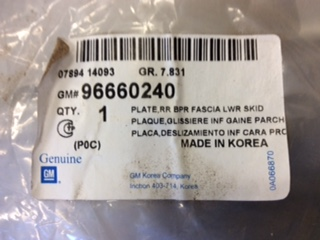 07894 14093 GR. 7.831
GM# 96660240
QTY. 1
PLATE,RR BPR FASCIA LWR SKID
PLAQUE,GLISSIERE INF GAINE PARCH
PLACA,DESLIZAMIENTO INF CARA PRO
(P0C)
MADE IN KOREA
Genuine
GM
GM Korea Company
Incheon 403-714, Korea
0A066870